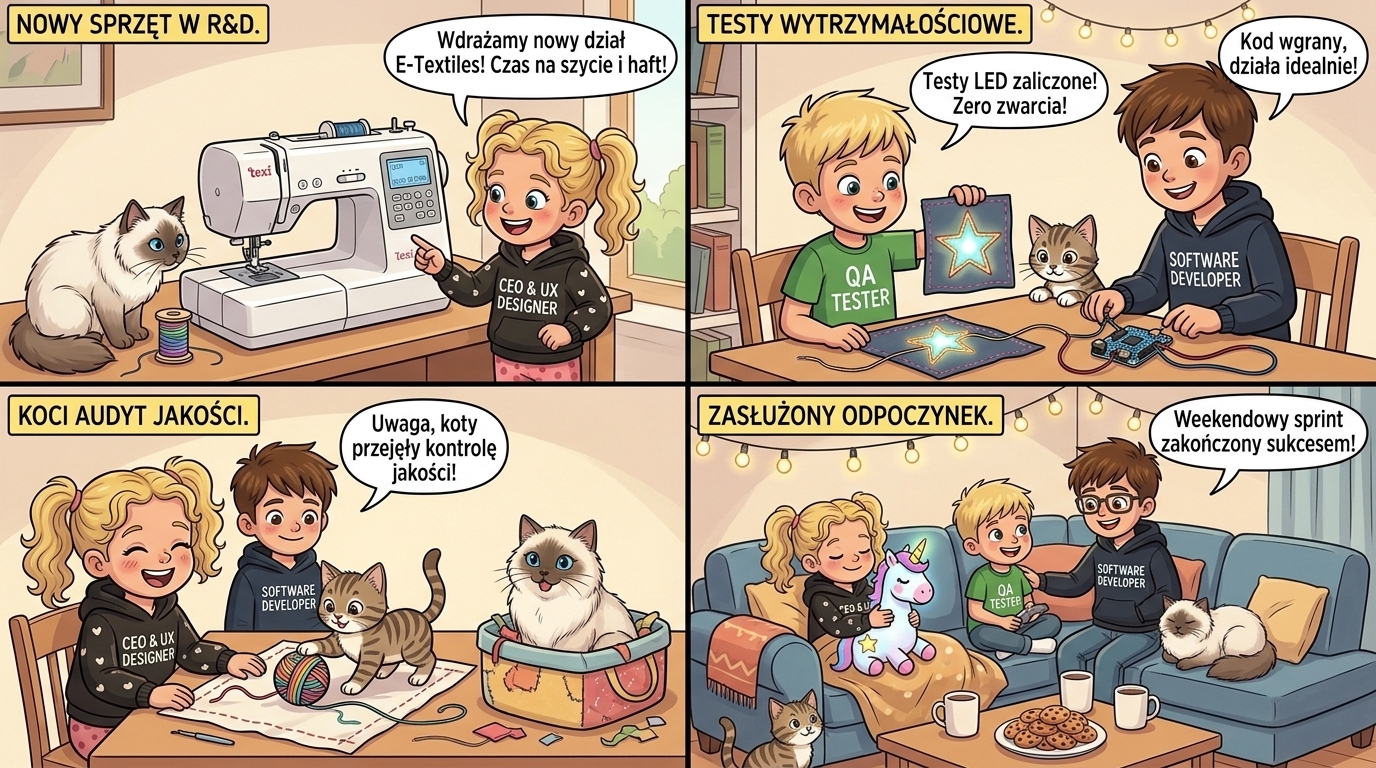 NOWY SPRZĘT W R&D.
Wdrażamy nowy dział
E-Textiles! Czas na szycie i haft!
texi
texi
CEO & UX
DESIGNER
TESTY WYTRZYMAŁOŚCIOWE.
Testy LED zaliczone!
Zero zwarcia!
Kod wgrany,
działa idealnie!
QA
TESTER
SOFTWARE
DEVELOPER
KOCI AUDYT JAKOŚCI.
Uwaga, koty
przejęły kontrolę
jakości!
CEO & UX
DESIGNER
SOFTWARE
DEVELOPER
ZASŁUŻONY ODPOCZYNEK.
Weekendowy sprint
zakończony sukcesem!
CEO & U
QA
TESTER
SOFTWARE
DEVELOPER